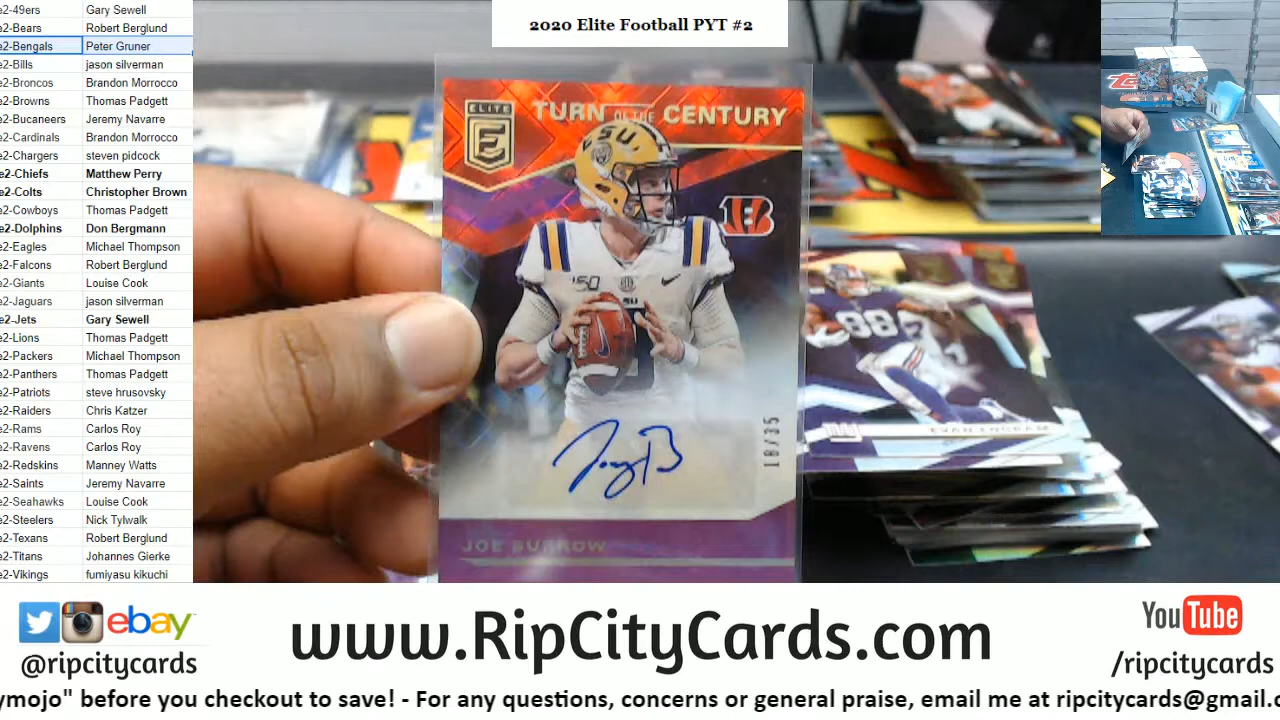 2020 Elite Football PYT #2
e2-49ers Gary Sewell
e2-Bears Robert Berglund
e2-Bengals Peter Gruner
e2-Bills jason silverman
e2-Broncos Brandon Morrocco
e2-Browns Thomas Padgett
e2-Bucaneers Jeremy Navarre
e2-Cardinals Brandon Morrocco
e2-Chargers steven pidcock
e2-Chiefs Matthew Perry
e2-Colts Christopher Brown
e2-Cowboys Thomas Padgett
e2-Dolphins Don Bergmann
e2-Eagles Michael Thompson
e2-Falcons Robert Berglund
e2-Giants Louise Cook
e2-Jaguars jason silverman
e2-Jets Gary Sewell
e2-Lions Thomas Padgett
e2-Packers Michael Thompson
e2-Panthers Thomas Padgett
e2-Patriots steve hrusovsky
e2-Raiders Chris Katzer
e2-Rams Carlos Roy
e2-Ravens Carlos Roy
e2-Redskins Manney Watts
e2-Saints Jeremy Navarre
e2-Seahawks Louise Cook
e2-Steelers Nick Tylwalk
e2-Texans Robert Berglund
e2-Titans Johannes Gierke
e2-Vikings fumiyasu kikuchi
ELITE
E
TURN OF THE CENTURY
LSU
B
150
18/35
JOE BURROW
88
EVAN ENGRAM
ebay
@ripcitycards
www.RipCityCards.com
YouTube
/ripcitycards
ymojo" before you checkout to save! - For any questions, concerns or general praise, email me at ripcitycards@gmail.c